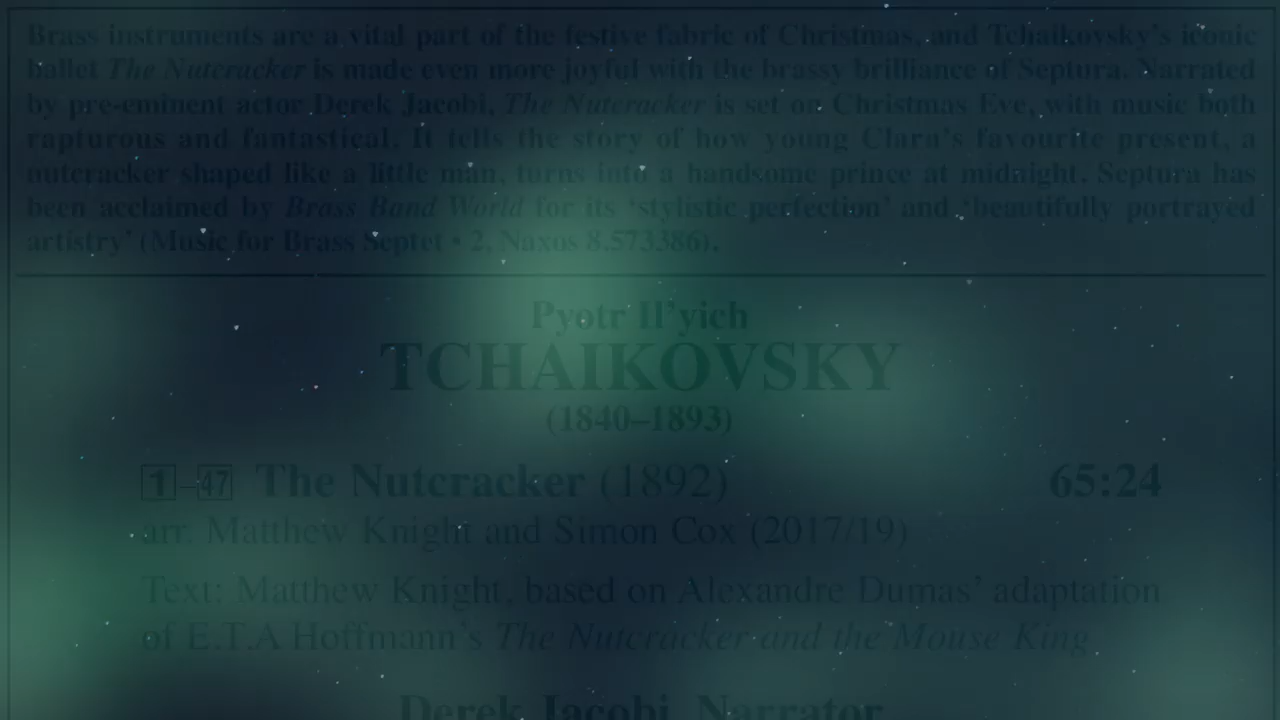 Brass instruments are a vital part of the festive fabric of Christmas, and Tchaikovsky's iconic
ballet The Nutcracker is made even more joyful with the brassy brilliance of Septura. Narrated
by pre-eminent actor Derek Jacobi, The Nutcracker is set on Christmas Eve, with music both
rapturous and fantastical. It tells the story of how young Clara's favourite present, a
nutcracker shaped like a little man, turns into a handsome prince at midnight. Septura has
been acclaimed by Brass Band World for its 'stylistic perfection' and 'beautifully portrayed
artistry' (Music for Brass Septet • 2, Naxos 8.573386).
Pyotr Il'yich
TCHAIKOVSKY
(1840–1893)
1–47 The Nutcracker (1892) 65:24
arr. Matthew Knight and Simon Cox (2017/19)
Text: Matthew Knight, based on Alexandre Dumas' adaptation
of E.T.A Hoffmann's The Nutcracker and the Mouse King
Derek Jacobi, Narrator